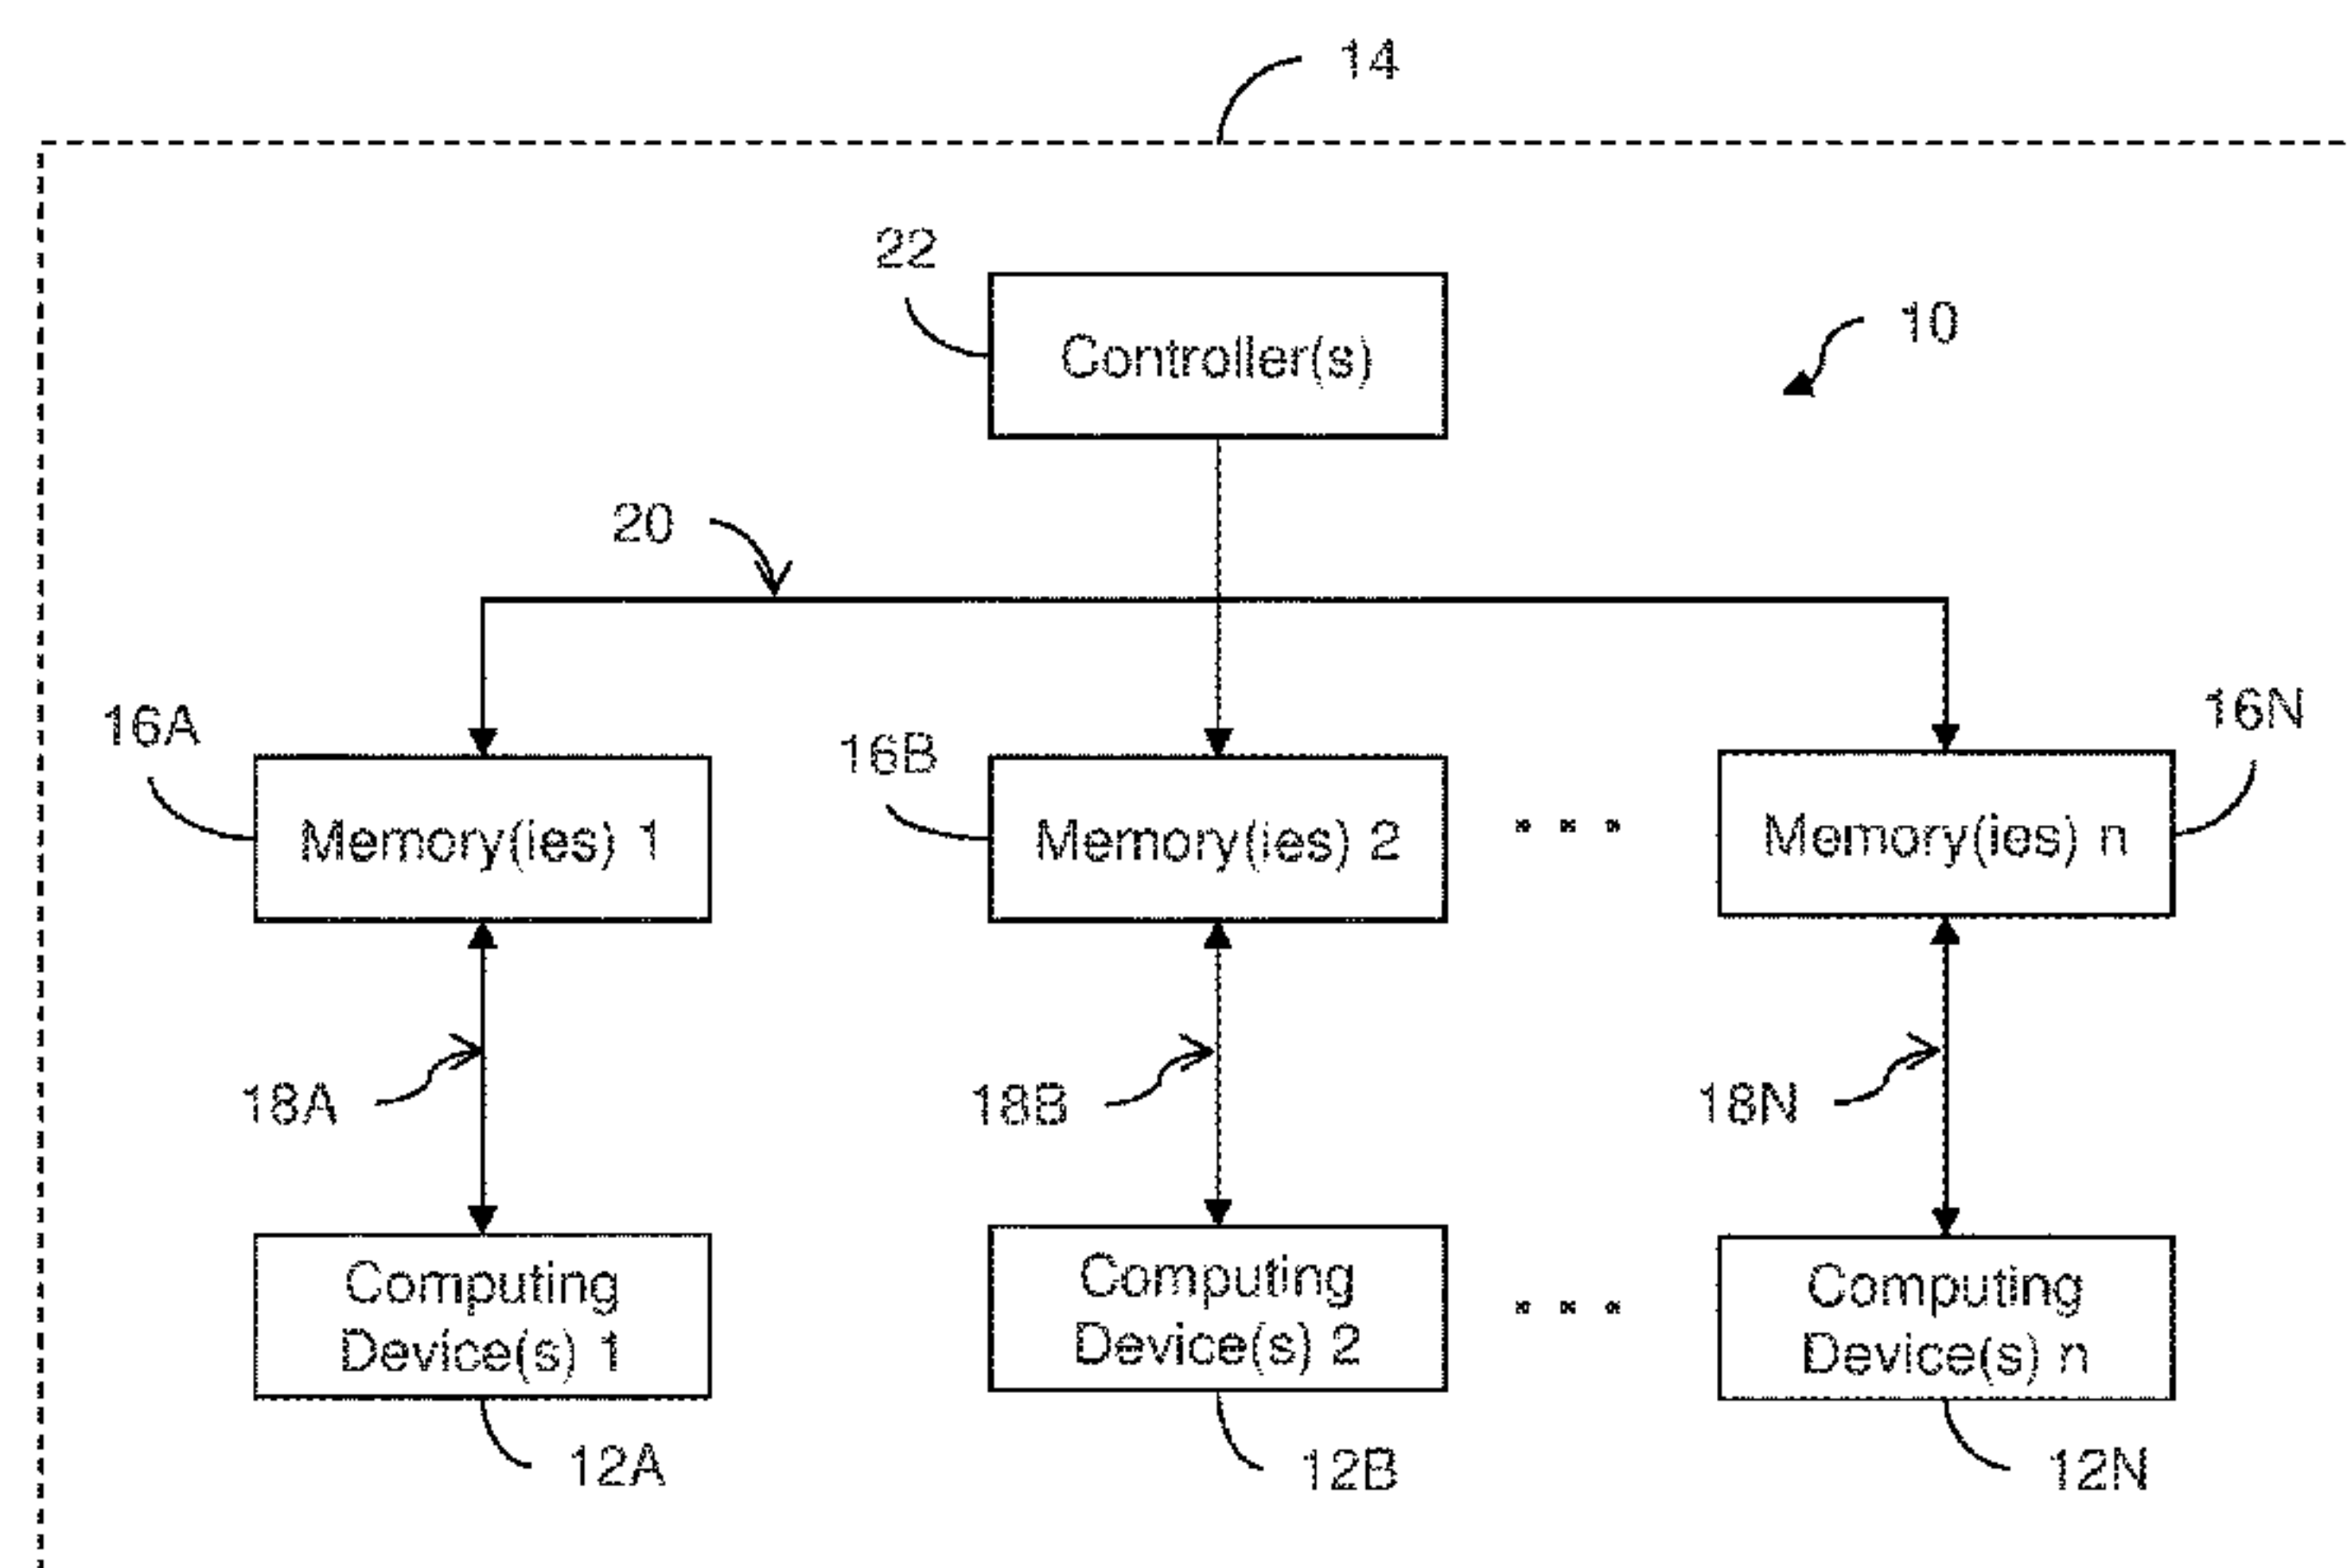 14
22
Controller(s)
10
20
16A
16B
16N
Memory(ies) 1
Memory(ies) 2
Memory(ies) n
18A
18B
18N
Computing
Device(s) 1
Computing
Device(s) 2
Computing
Device(s) n
12A
12B
12N